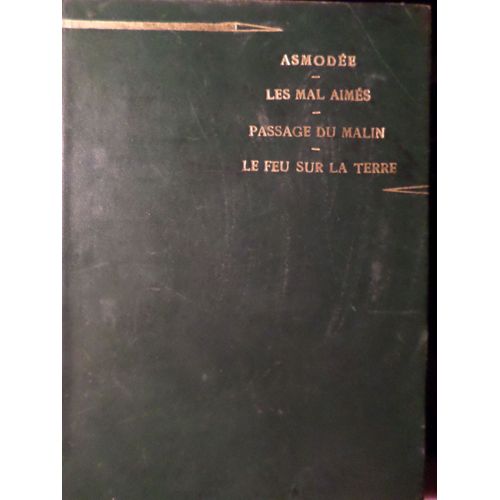 ASMODÉE
—
LES MAL AIMÉS
—
PASSAGE DU MALIN
—
LE FEU SUR LA TERRE